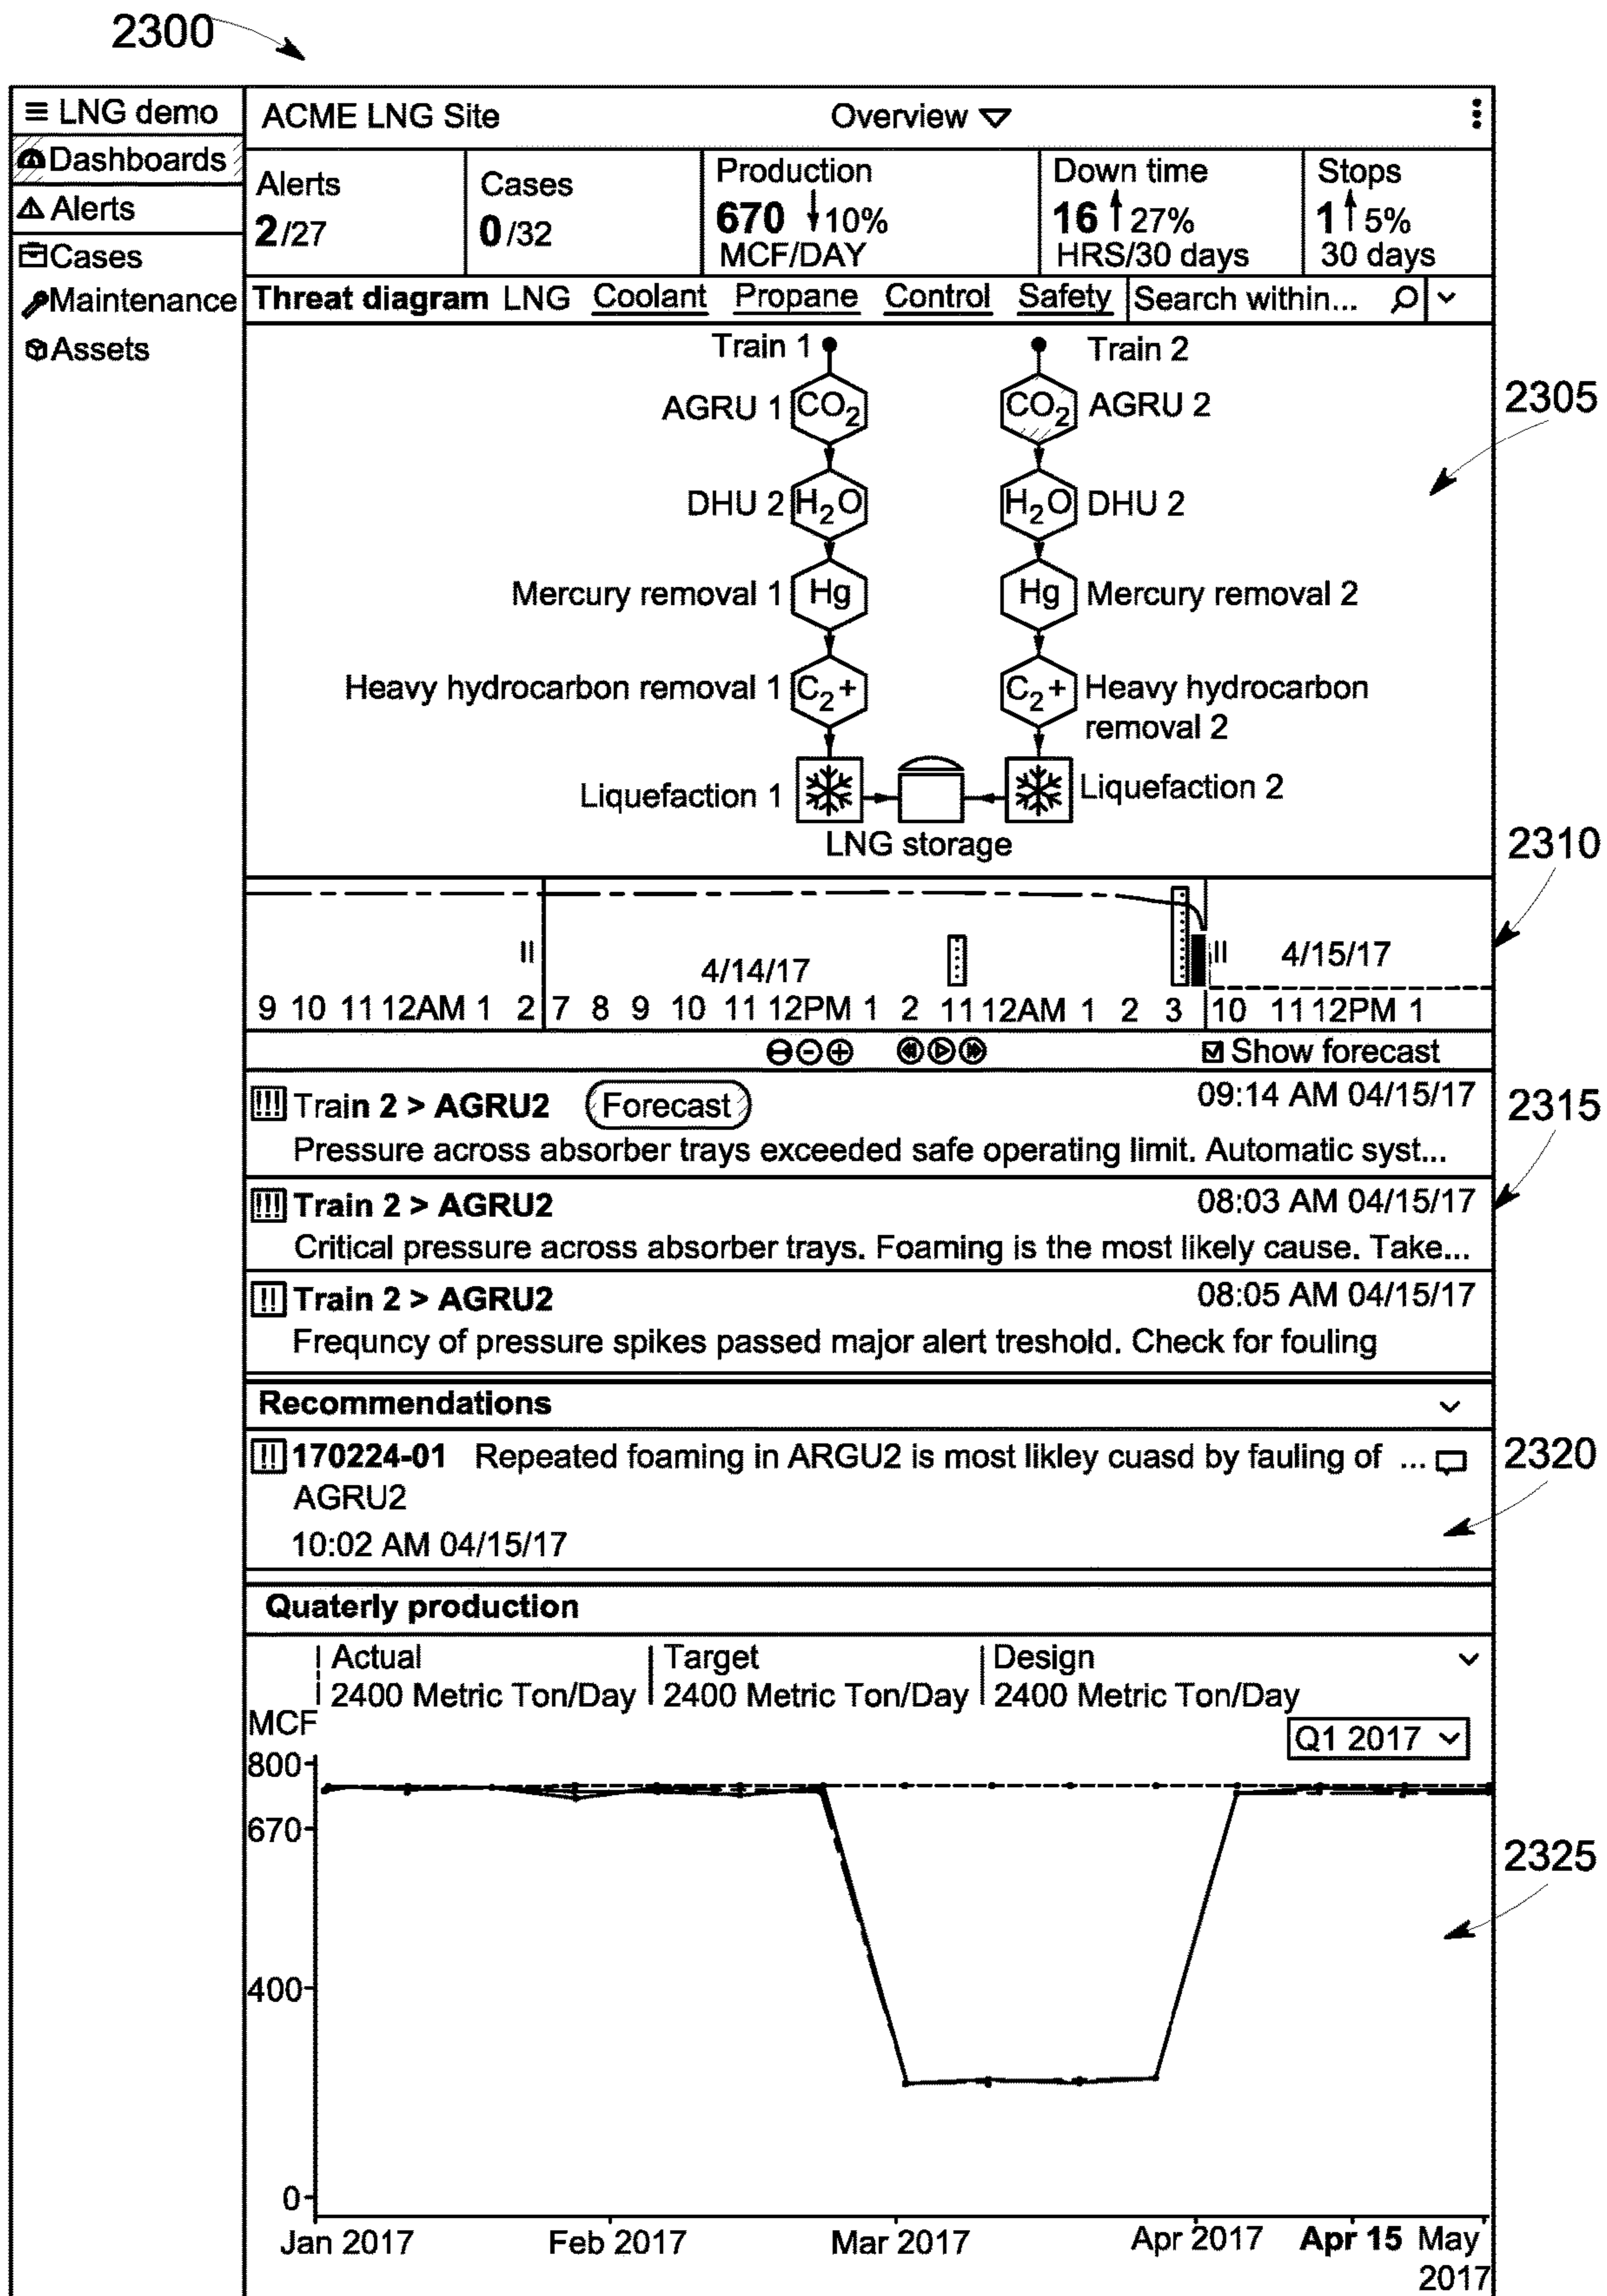 2300
≡ LNG demo
Dashboards
Alerts
Cases
Maintenance
Assets
ACME LNG Site Overview
Alerts
2/27
Cases
0/32
Production
670 ↓10%
MCF/DAY
Down time
16 ↑27%
HRS/30 days
Stops
1↑5%
30 days
Threat diagram LNG Coolant Propane Control Safety Search within...
Train 1 Train 2
AGRU 1 CO2 CO2 AGRU 2
2305
DHU 2 H2O H2O DHU 2
Mercury removal 1 Hg Hg Mercury removal 2
Heavy hydrocarbon removal 1 C2+ C2+ Heavy hydrocarbon
removal 2
Liquefaction 1 Liquefaction 2
LNG storage
2310
4/14/17 4/15/17
9 10 11 12AM 1 2 7 8 9 10 11 12PM 1 2 11 12AM 1 2 3 10 11 12PM 1
Show forecast
!!! Train 2 > AGRU2 Forecast 09:14 AM 04/15/17
2315
Pressure across absorber trays exceeded safe operating limit. Automatic syst...
!!! Train 2 > AGRU2 08:03 AM 04/15/17
Critical pressure across absorber trays. Foaming is the most likely cause. Take...
!! Train 2 > AGRU2 08:05 AM 04/15/17
Frequncy of pressure spikes passed major alert treshold. Check for fouling
Recommendations
!! 170224-01 Repeated foaming in ARGU2 is most likley cuasd by fauling of ...
2320
AGRU2
10:02 AM 04/15/17
Quaterly production
Actual
2400 Metric Ton/Day
Target
2400 Metric Ton/Day
Design
2400 Metric Ton/Day
MCF
Q1 2017
800
670
2325
400
0
Jan 2017 Feb 2017 Mar 2017 Apr 2017 Apr 15 May
2017